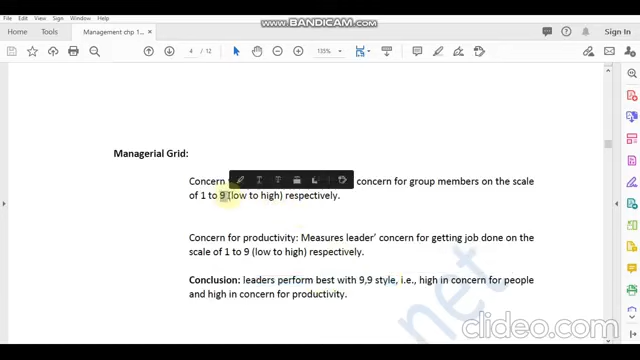 WWW.BANDICAM.COM
File Edit View Sign Window Help
Home Tools Management chp 1... × Sign In
4 / 12 135%
Managerial Grid:
Concern concern for group members on the scale
of 1 to 9 (low to high) respectively.
Concern for productivity: Measures leader’ concern for getting job done on the
scale of 1 to 9 (low to high) respectively.
Conclusion: leaders perform best with 9,9 style, i.e., high in concern for people
and high in concern for productivity.
net
clideo.com